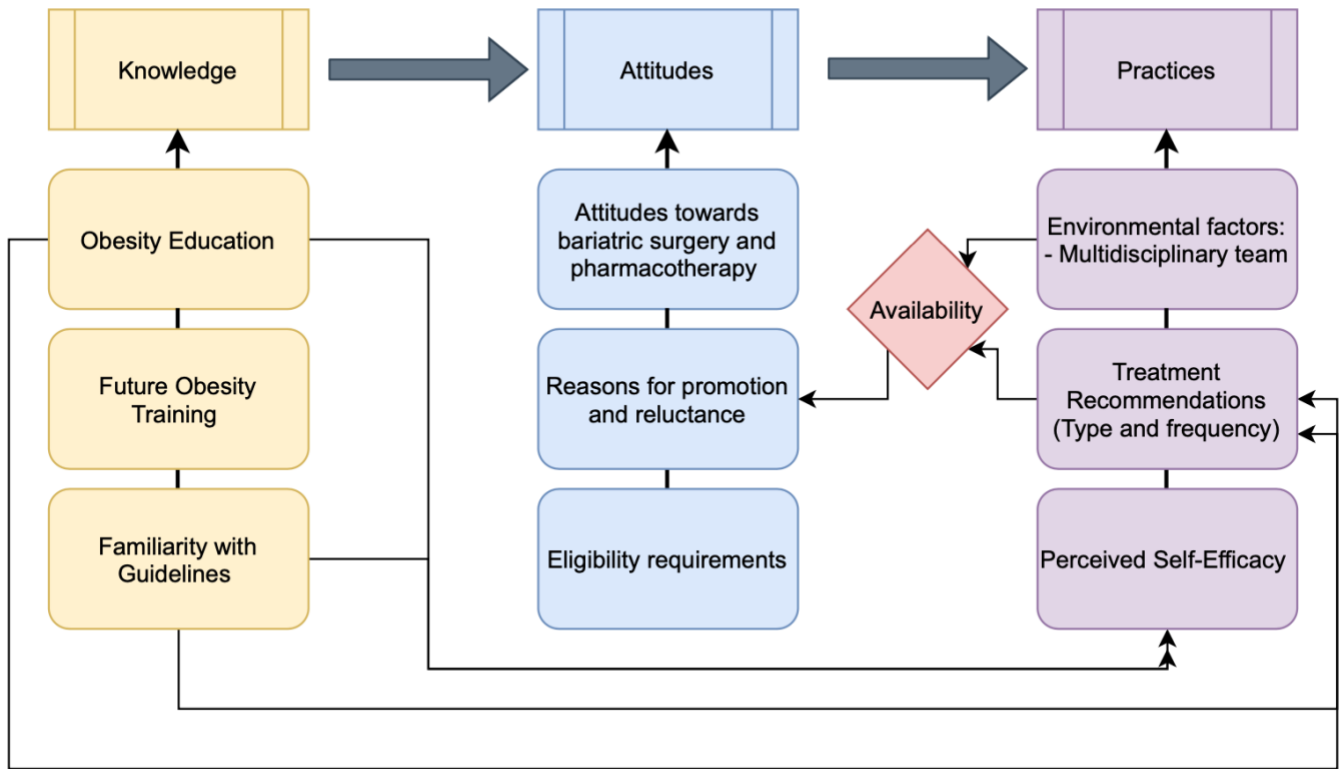 Knowledge
Attitudes
Practices
Obesity Education
Attitudes towards
bariatric surgery and
pharmacotherapy
Environmental factors:
- Multidisciplinary team
Availability
Future Obesity
Training
Reasons for promotion
and reluctance
Treatment
Recommendations
(Type and frequency)
Familiarity with
Guidelines
Eligibility requirements
Perceived Self-Efficacy